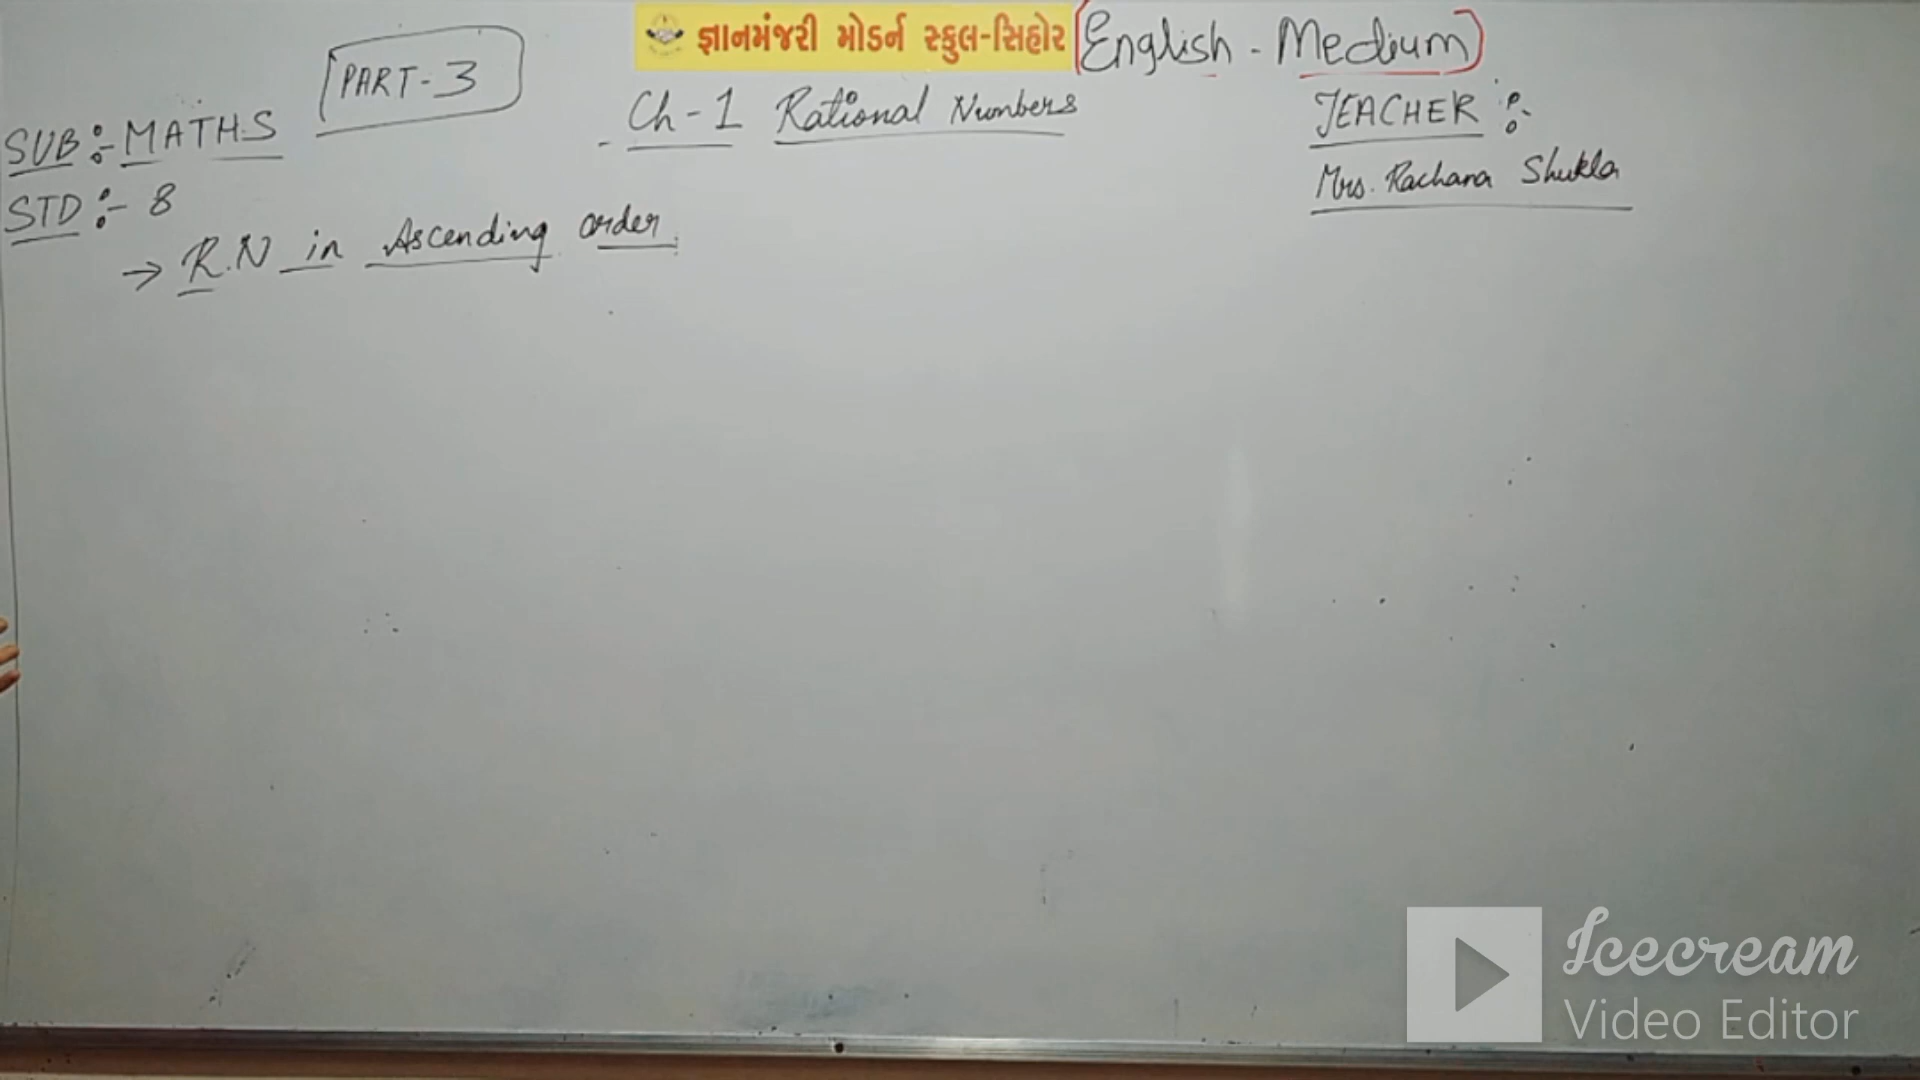 જ્ઞાનમંજરી મોડર્ન સ્કુલ-સિહોર (English - Medium)
PART-3
Ch-1 Rational Numbers
TEACHER :-
SUB :- MATHS
Mrs. Rachana Shukla
STD :- 8
→ R.N in Ascending order.
Icecream
Video Editor